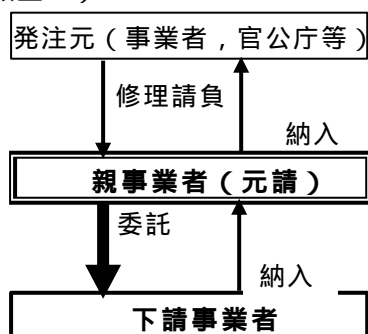 発注元（事業者，官公庁等）
修理請負
納入
親事業者（元請）
委託
納入
下請事業者